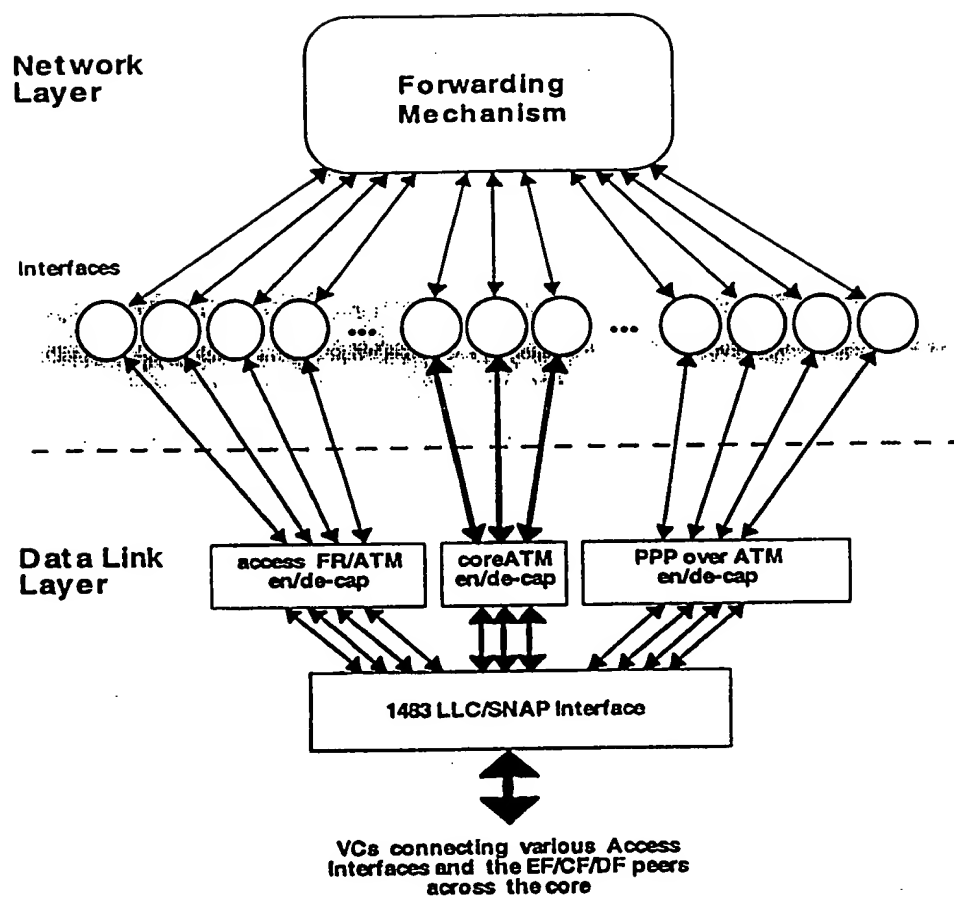 Network
Layer
Forwarding
Mechanism
Interfaces
...
...
Data Link
Layer
access FR/ATM
en/de-cap
coreATM
en/de-cap
PPP over ATM
en/de-cap
1483 LLC/SNAP Interface
VCs connecting various Access
Interfaces and the EF/CF/DF peers
across the core